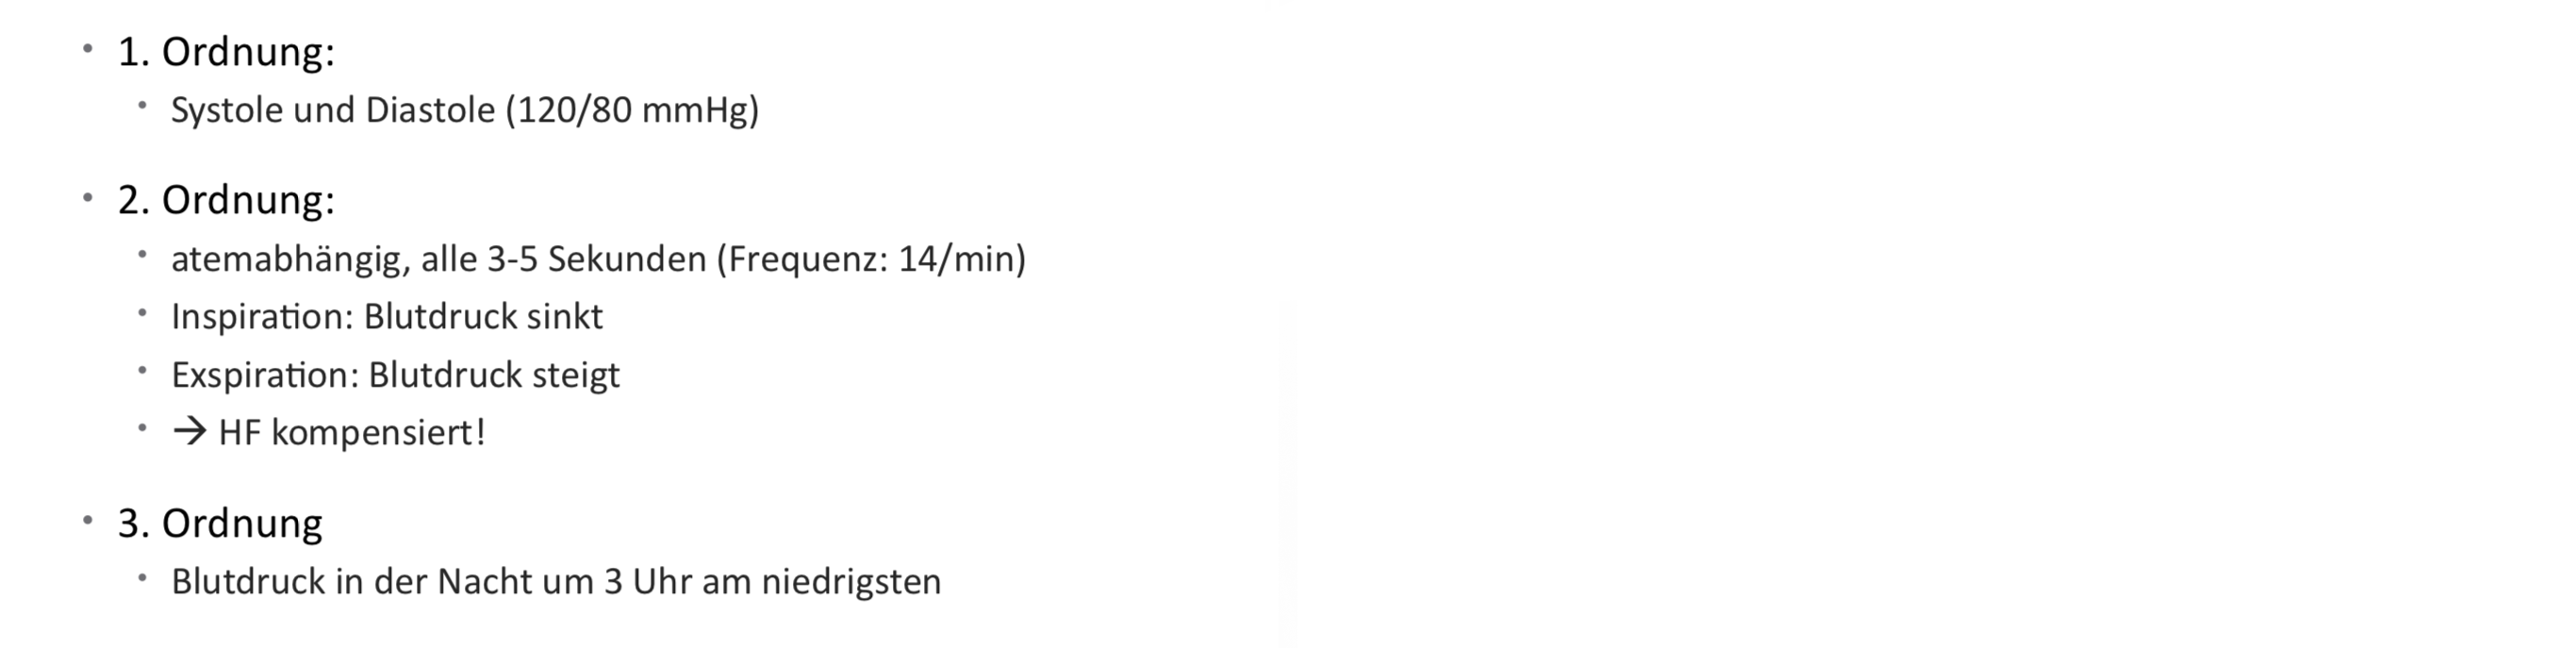 • 1. Ordnung:
• Systole und Diastole (120/80 mmHg)
• 2. Ordnung:
• atemabhängig, alle 3-5 Sekunden (Frequenz: 14/min)
• Inspiration: Blutdruck sinkt
• Exspiration: Blutdruck steigt
• → HF kompensiert!
• 3. Ordnung
• Blutdruck in der Nacht um 3 Uhr am niedrigsten